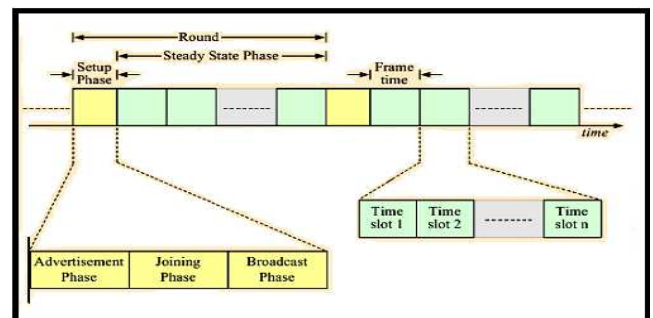 Round
Steady State Phase
Setup
Phase
Frame
time
time
Time
slot 1
Time
slot 2
Time
slot n
Advertisement
Phase
Joining
Phase
Broadcast
Phase